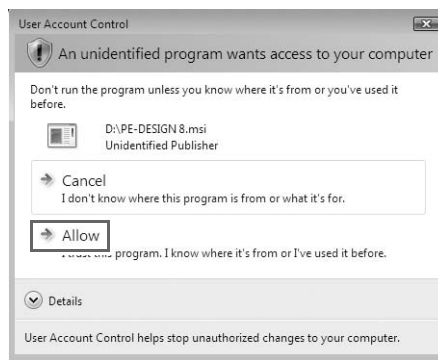 User Account Control
An unidentified program wants access to your computer
Don't run the program unless you know where it's from or you've used it
before.
D:\PE-DESIGN 8.msi
Unidentified Publisher
Cancel
I don't know where this program is from or what it's for.
Allow
this program. I know where it's from or I've used it before.
Details
User Account Control helps stop unauthorized changes to your computer.